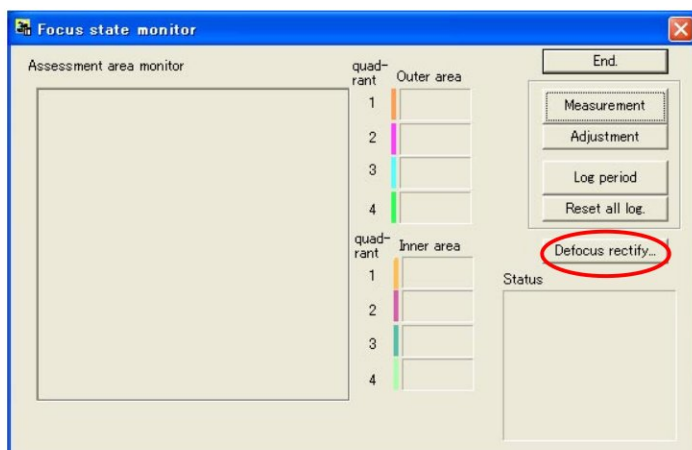 Focus state monitor
Assessment area monitor
quad-
rant
Outer area
1
2
3
4
quad-
rant
Inner area
1
2
3
4
End.
Measurement
Adjustment
Log period
Reset all log.
Defocus rectify...
Status